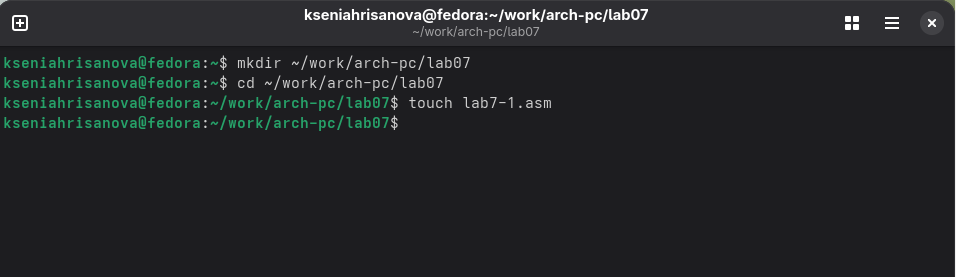 kseniahrisanova@fedora:~/work/arch-pc/lab07
~/work/arch-pc/lab07
kseniahrisanova@fedora:~$ mkdir ~/work/arch-pc/lab07
kseniahrisanova@fedora:~$ cd ~/work/arch-pc/lab07
kseniahrisanova@fedora:~/work/arch-pc/lab07$ touch lab7-1.asm
kseniahrisanova@fedora:~/work/arch-pc/lab07$